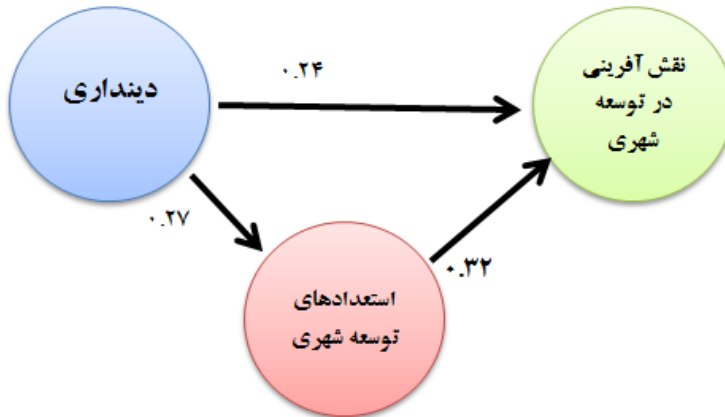 دینداری
۰.۲۴
نقش آفرینی
در توسعه
شهری
۰.۲۷
۰.۳۲
استعدادهای
توسعه شهری